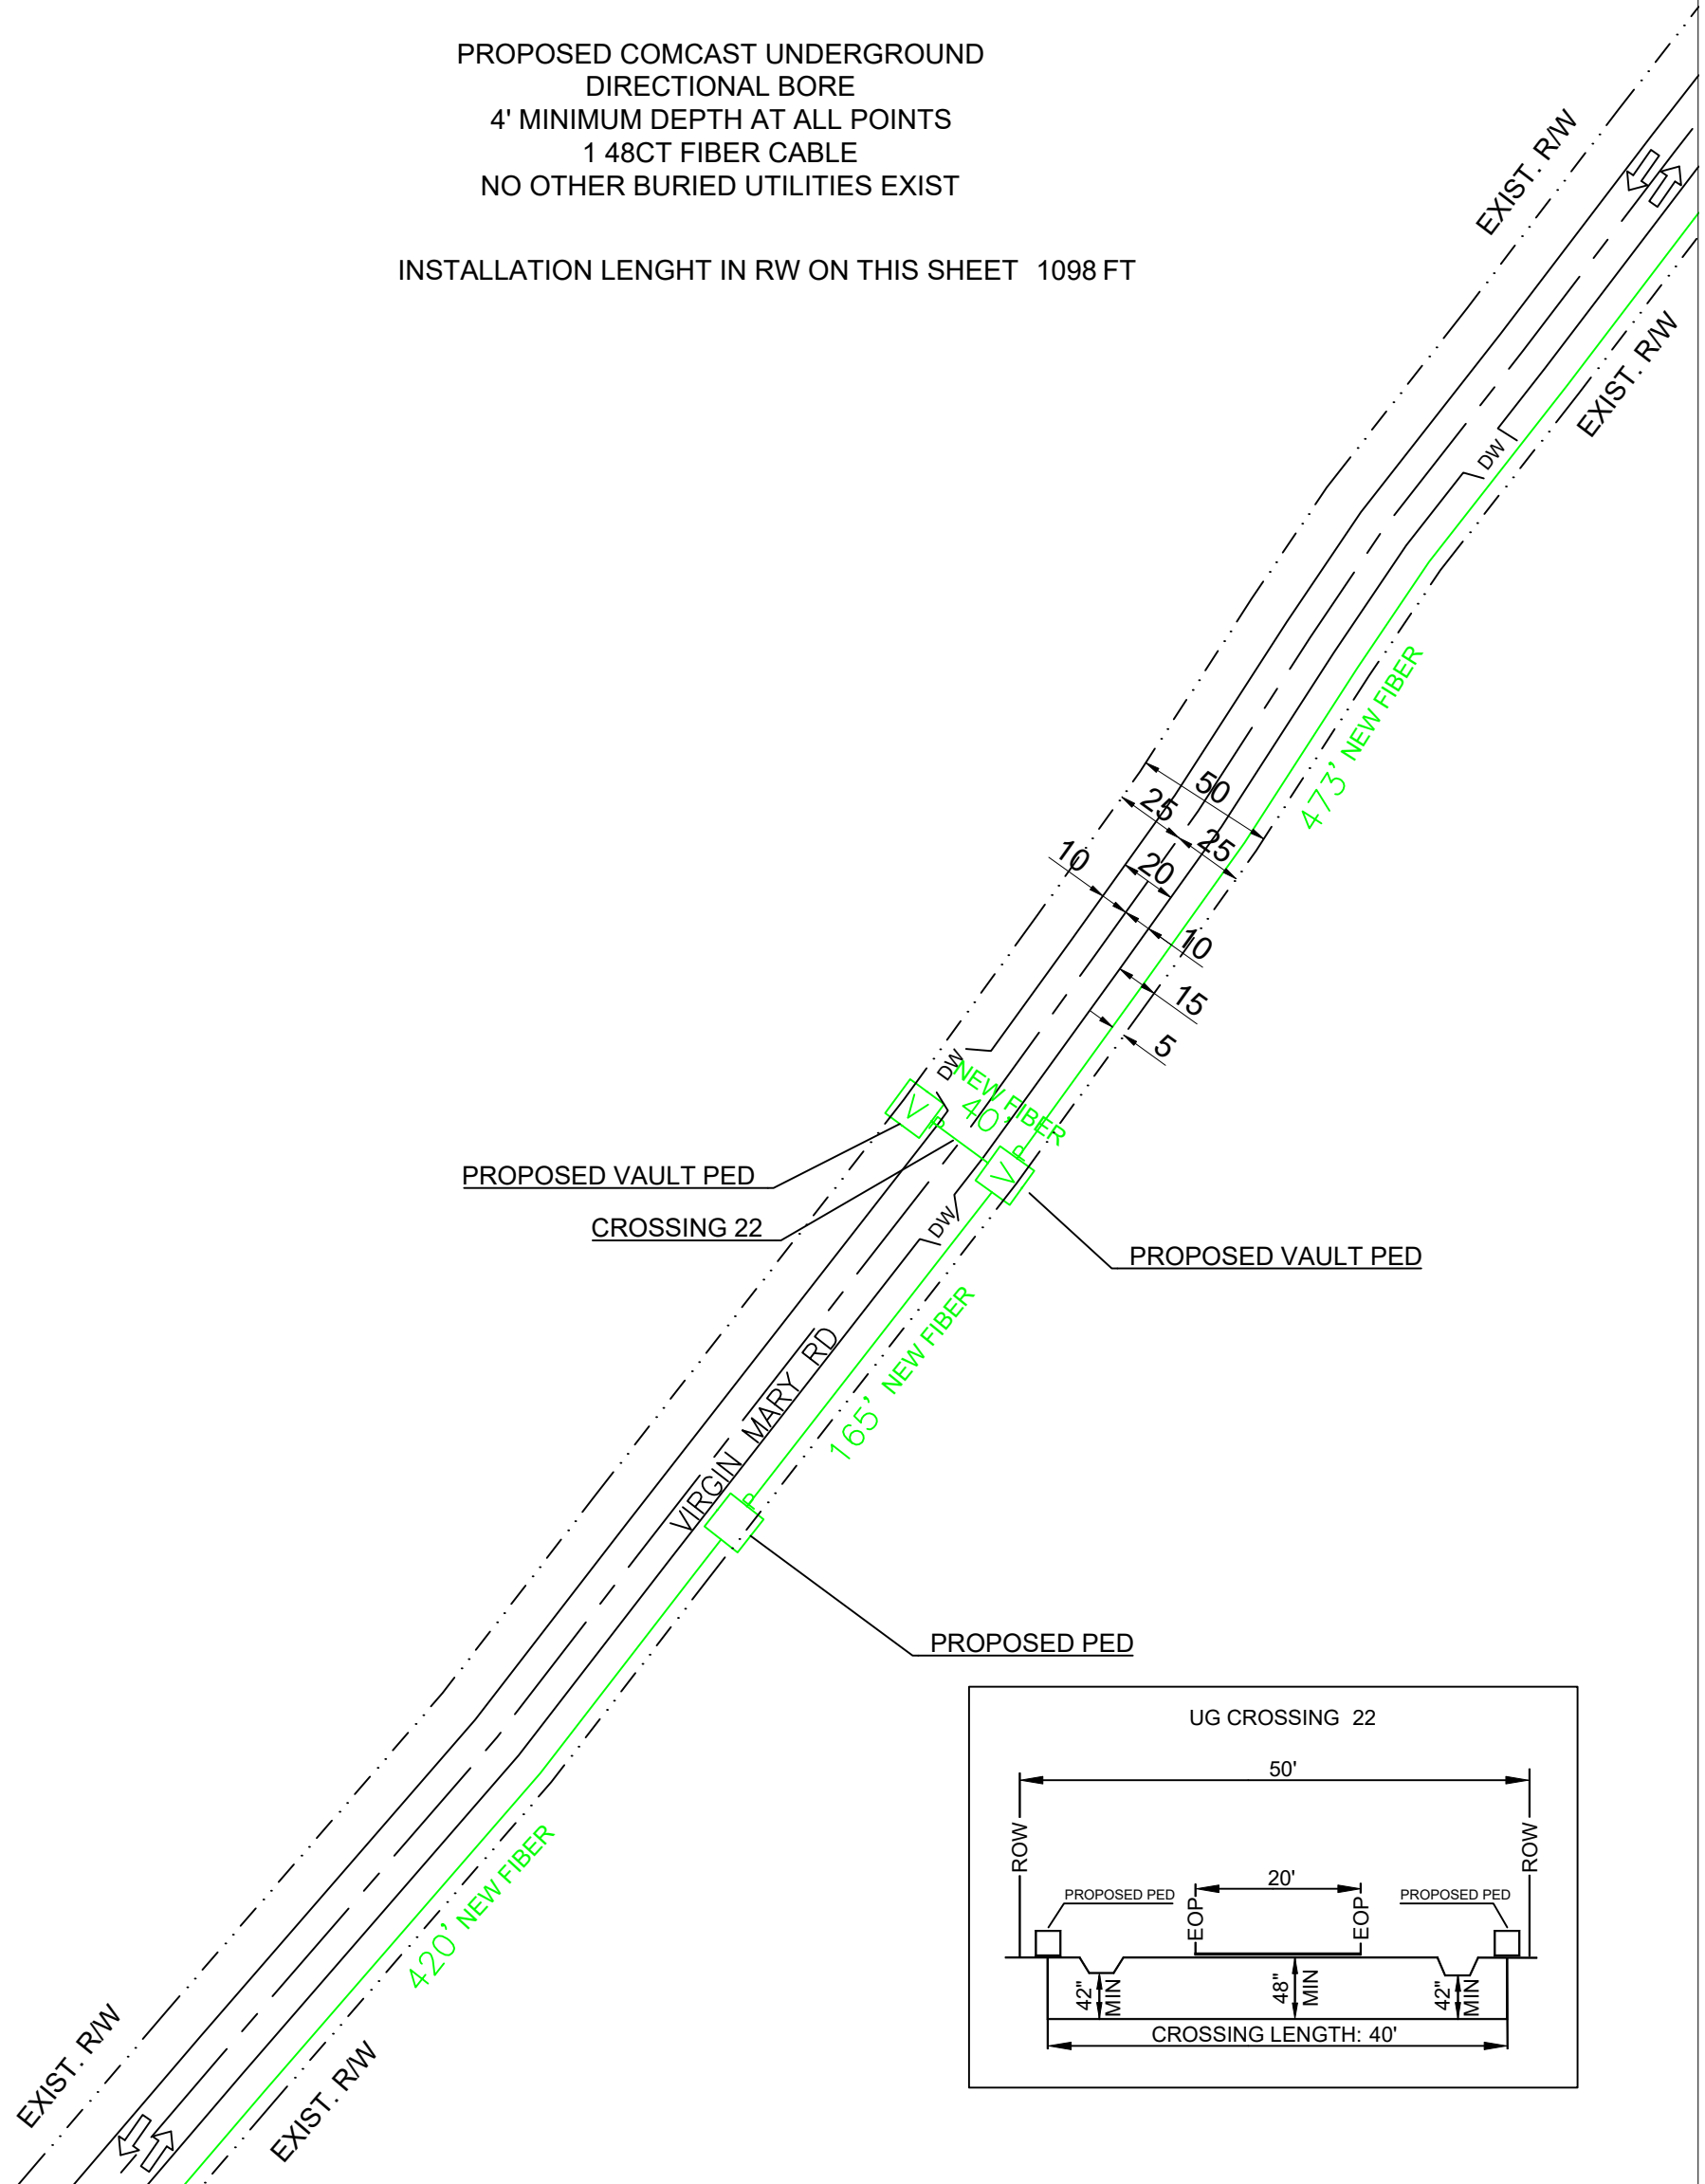 PROPOSED COMCAST UNDERGROUND
DIRECTIONAL BORE
4' MINIMUM DEPTH AT ALL POINTS
1 48CT FIBER CABLE
NO OTHER BURIED UTILITIES EXIST
INSTALLATION LENGHT IN RW ON THIS SHEET 1098 FT
EXIST. R/W
EXIST. R/W
DW
473' NEW FIBER
50
25
25
10
20
10
15
5
DW
NEW FIBER
40'
V
P
P
V
PROPOSED VAULT PED
CROSSING 22
DW
PROPOSED VAULT PED
165' NEW FIBER
VIRGIN MARY RD
P
PROPOSED PED
420' NEW FIBER
EXIST. R/W
EXIST. R/W
UG CROSSING 22
50'
ROW
ROW
20'
PROPOSED PED
PROPOSED PED
EOP
EOP
42"
MIN
48"
MIN
42"
MIN
CROSSING LENGTH: 40'